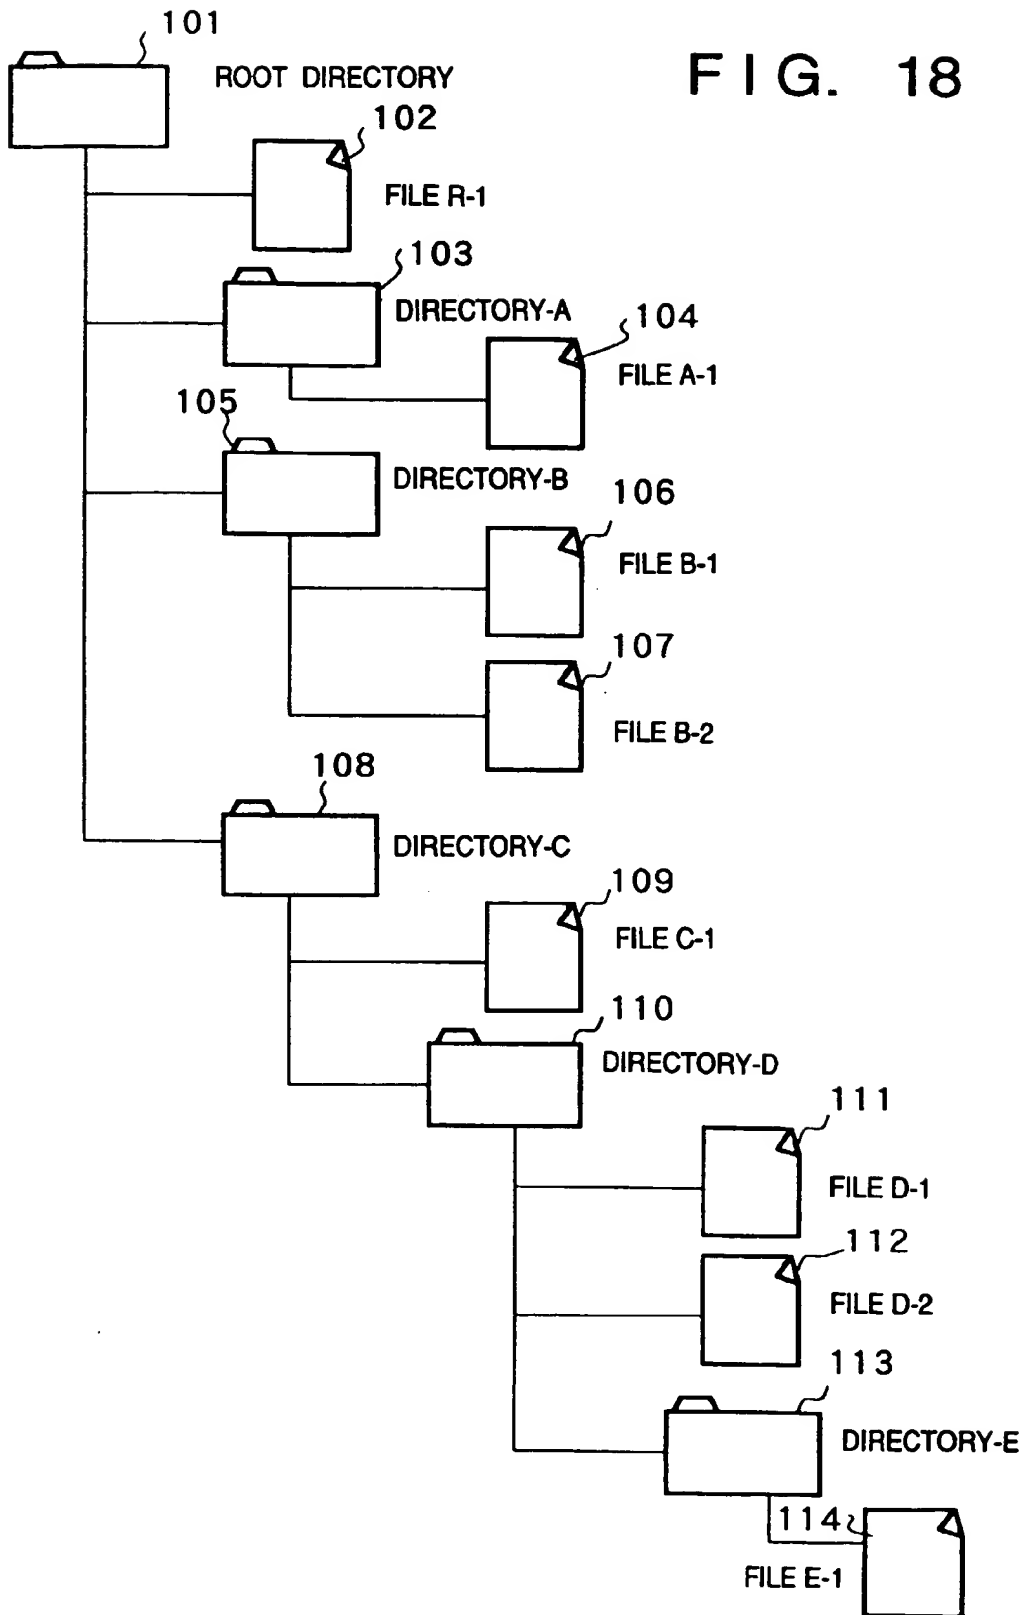 101
FIG. 18
ROOT DIRECTORY
102
FILE R-1
103
DIRECTORY-A
104
FILE A-1
105
DIRECTORY-B
106
FILE B-1
107
FILE B-2
108
DIRECTORY-C
109
FILE C-1
110
DIRECTORY-D
111
FILE D-1
112
FILE D-2
113
DIRECTORY-E
114
FILE E-1